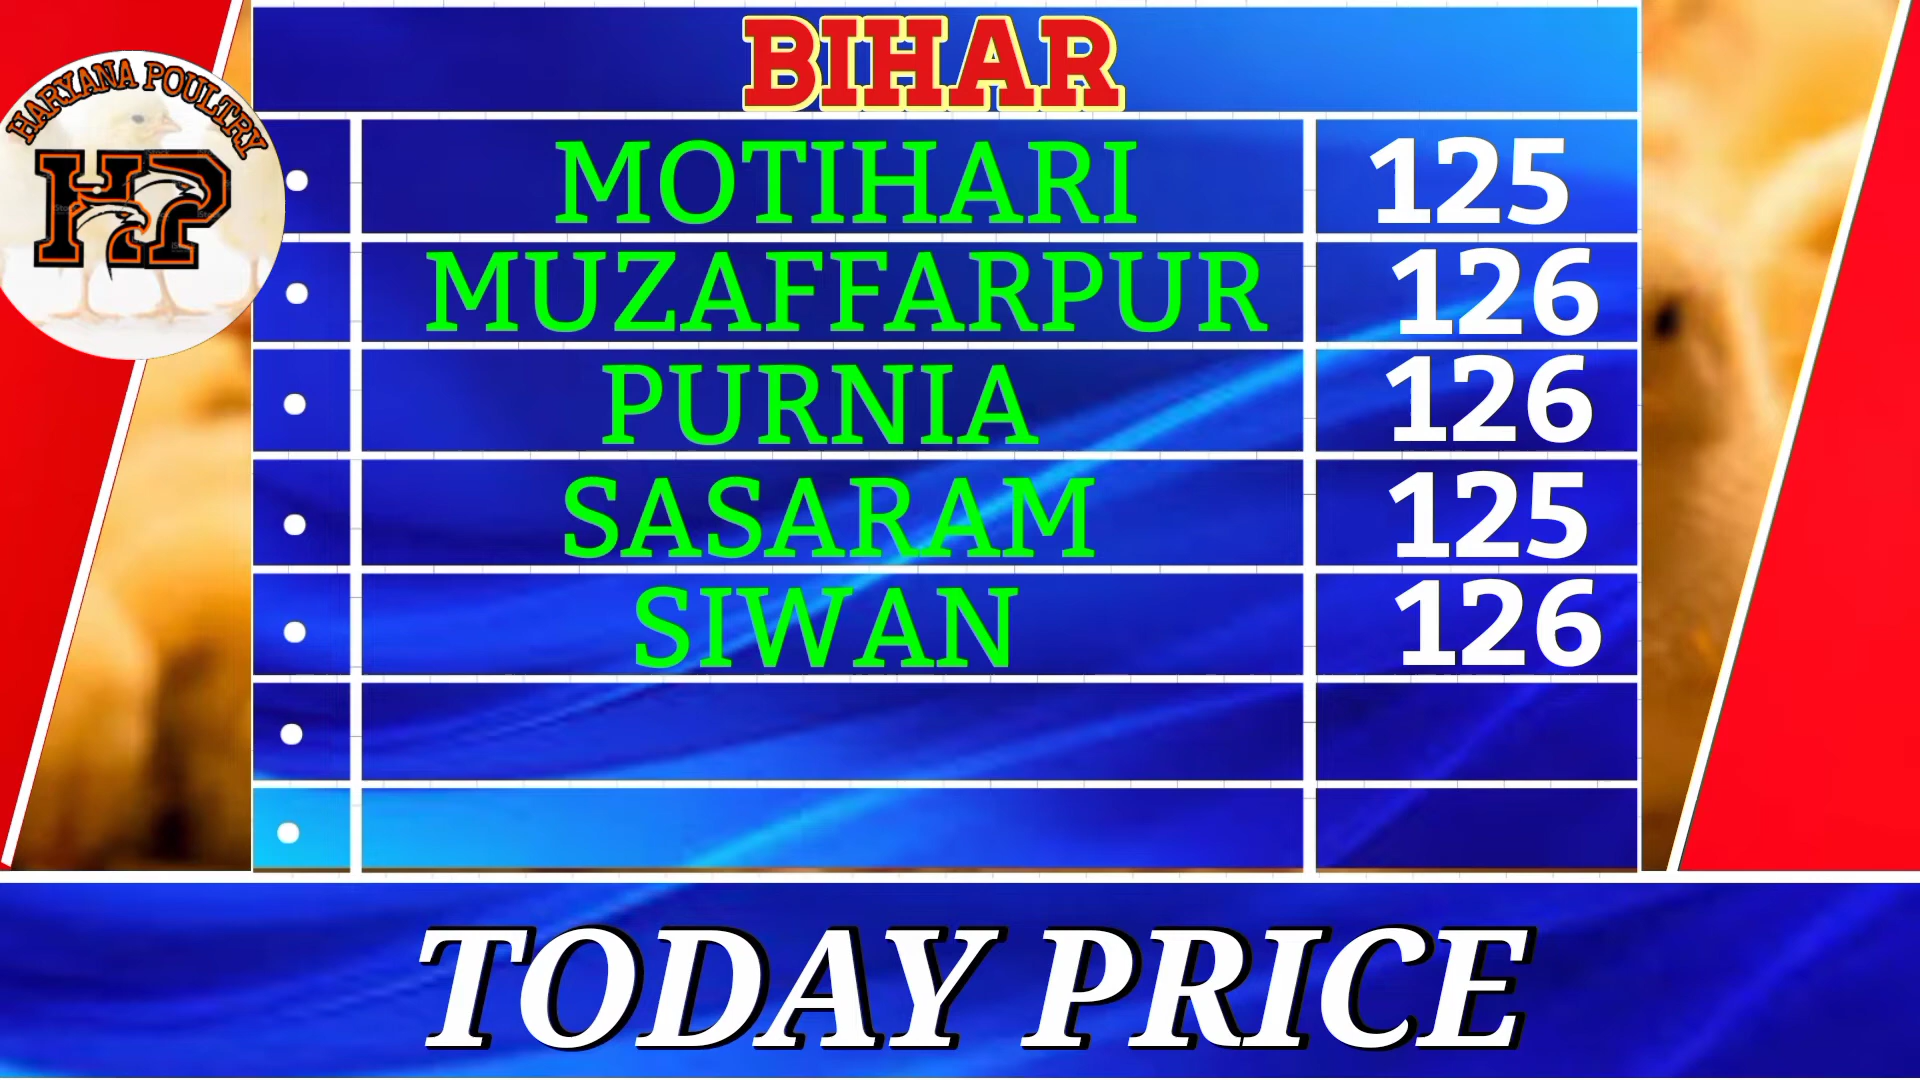 BIHAR
HARYANA POULTRY
HP
MOTIHARI 125
MUZAFFARPUR 126
PURNIA 126
SASARAM 125
SIWAN 126
TODAY PRICE